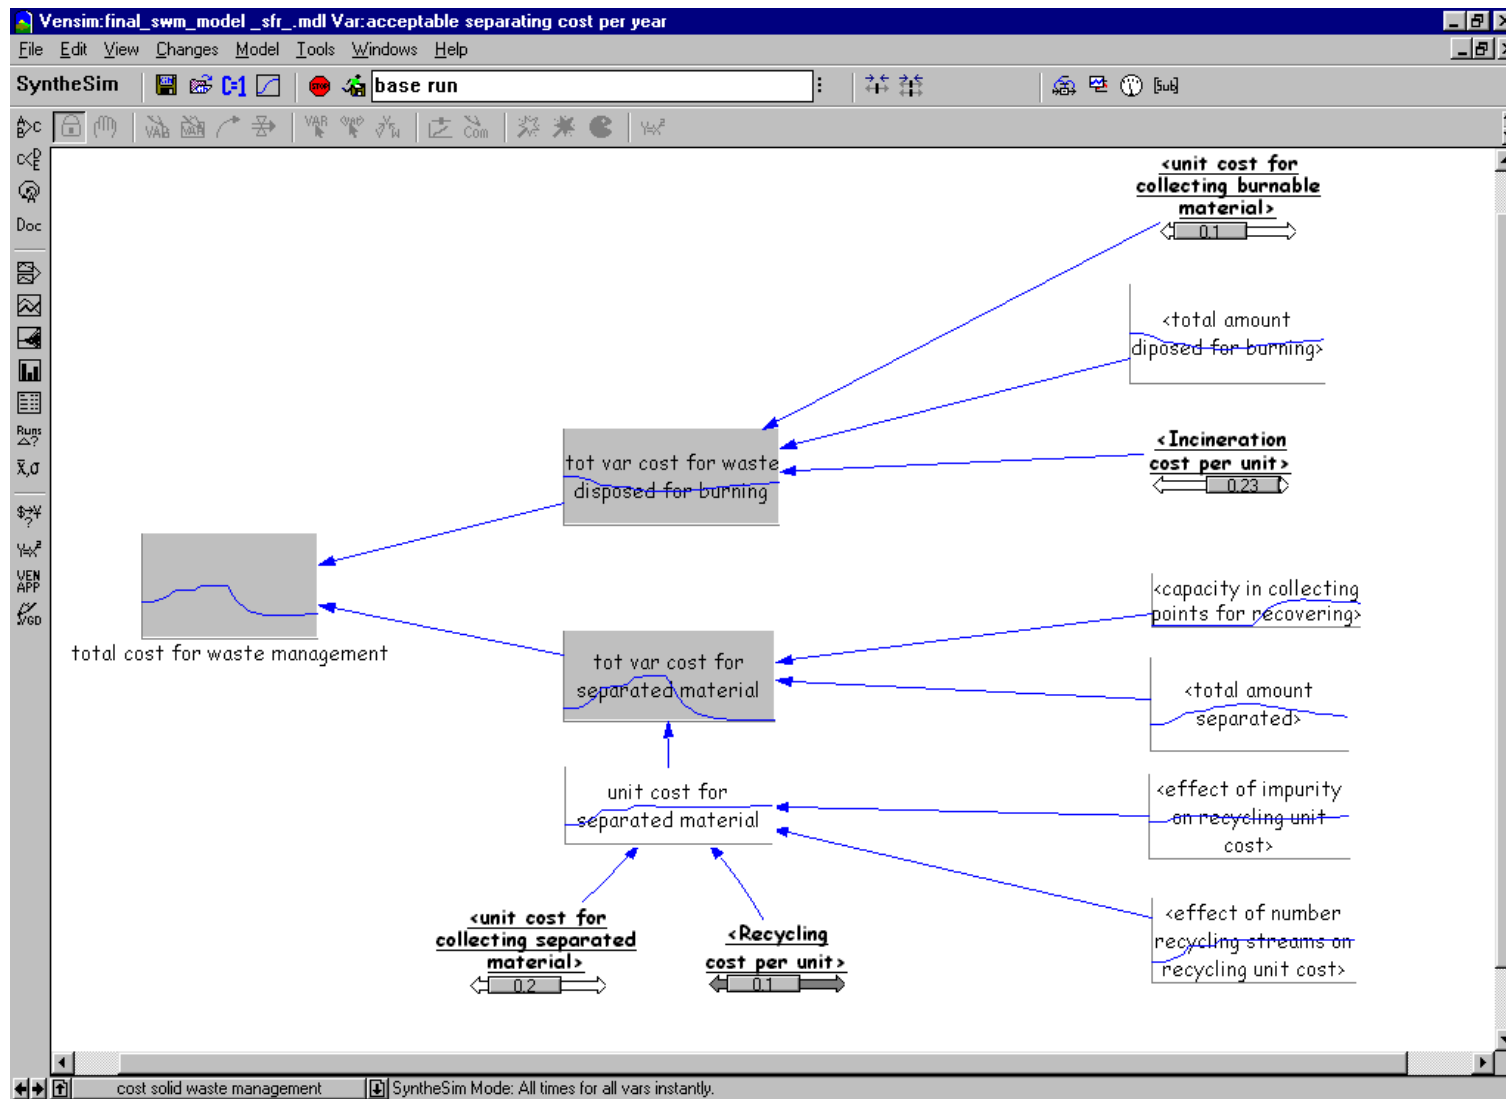 Vensim:final_swm_model _sfr_.mdl Var:acceptable separating cost per year
File Edit View Changes Model Tools Windows Help
SyntheSim
base run
Doc
Runs
VEN
APP
VAR
Com
Sub
<unit cost for
collecting burnable
material>
0.1
<total amount
diposed for burning>
tot var cost for waste
disposed for burning
<Incineration
cost per unit>
0.23
total cost for waste management
<capacity in collecting
points for recovering>
tot var cost for
separated material
<total amount
separated>
unit cost for
separated material
<effect of impurity
on recycling unit
cost>
<unit cost for
collecting separated
material>
0.2
<Recycling
cost per unit>
0.1
<effect of number
recycling streams on
recycling unit cost>
cost solid waste management
SyntheSim Mode: All times for all vars instantly.